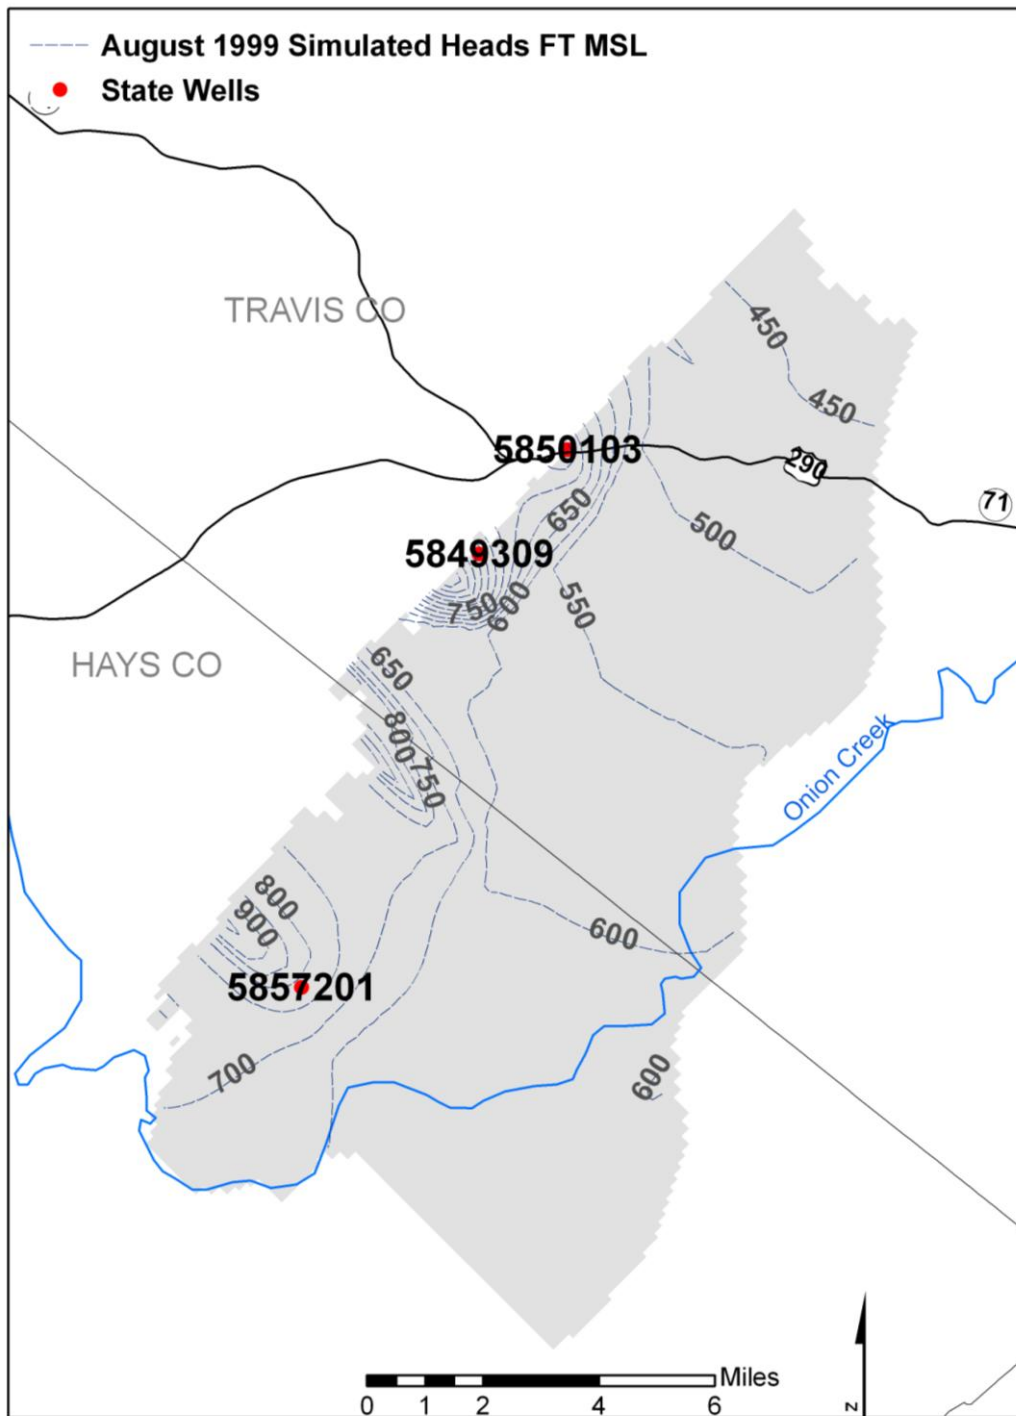 August 1999 Simulated Heads FT MSL
State Wells
TRAVIS CO
450
450
5850103
290
71
650
500
5849309
750
600
550
HAYS CO
650
800
750
Onion Creek
800
900
600
5857201
700
600
Miles
0 1 2 4 6
z